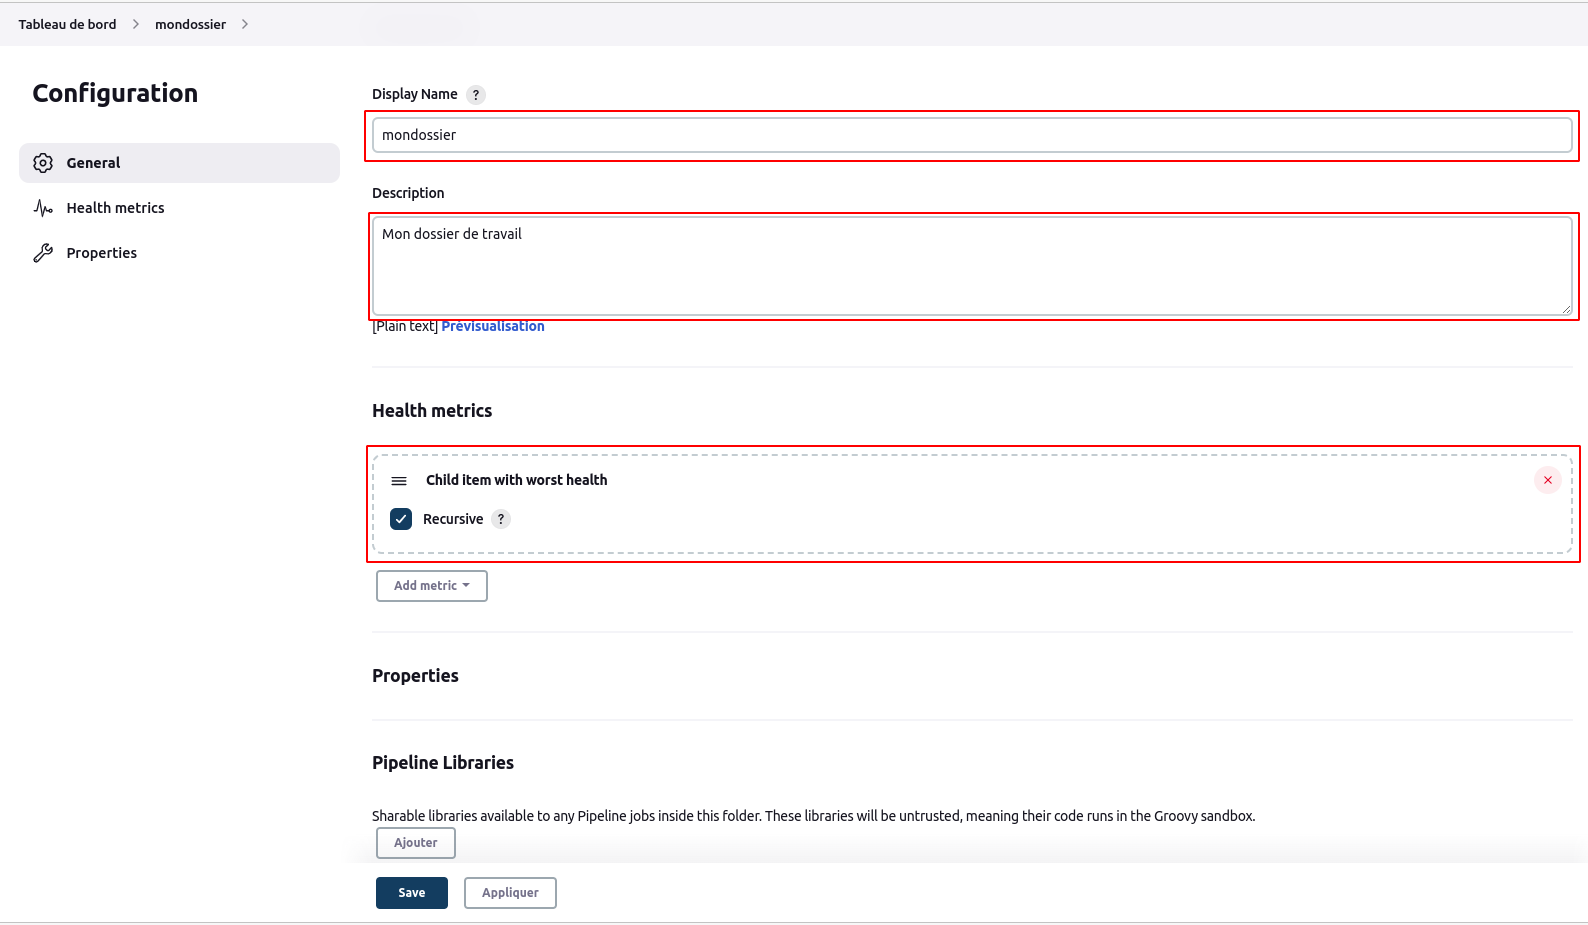 Tableau de bord > mondossier >
Configuration
General
Health metrics
Properties
Display Name ?
mondossier
Description
Mon dossier de travail
[Plain text] Prévisualisation
Health metrics
Child item with worst health
Recursive ?
Add metric
Properties
Pipeline Libraries
Sharable libraries available to any Pipeline jobs inside this folder. These libraries will be untrusted, meaning their code runs in the Groovy sandbox.
Ajouter
Save Appliquer